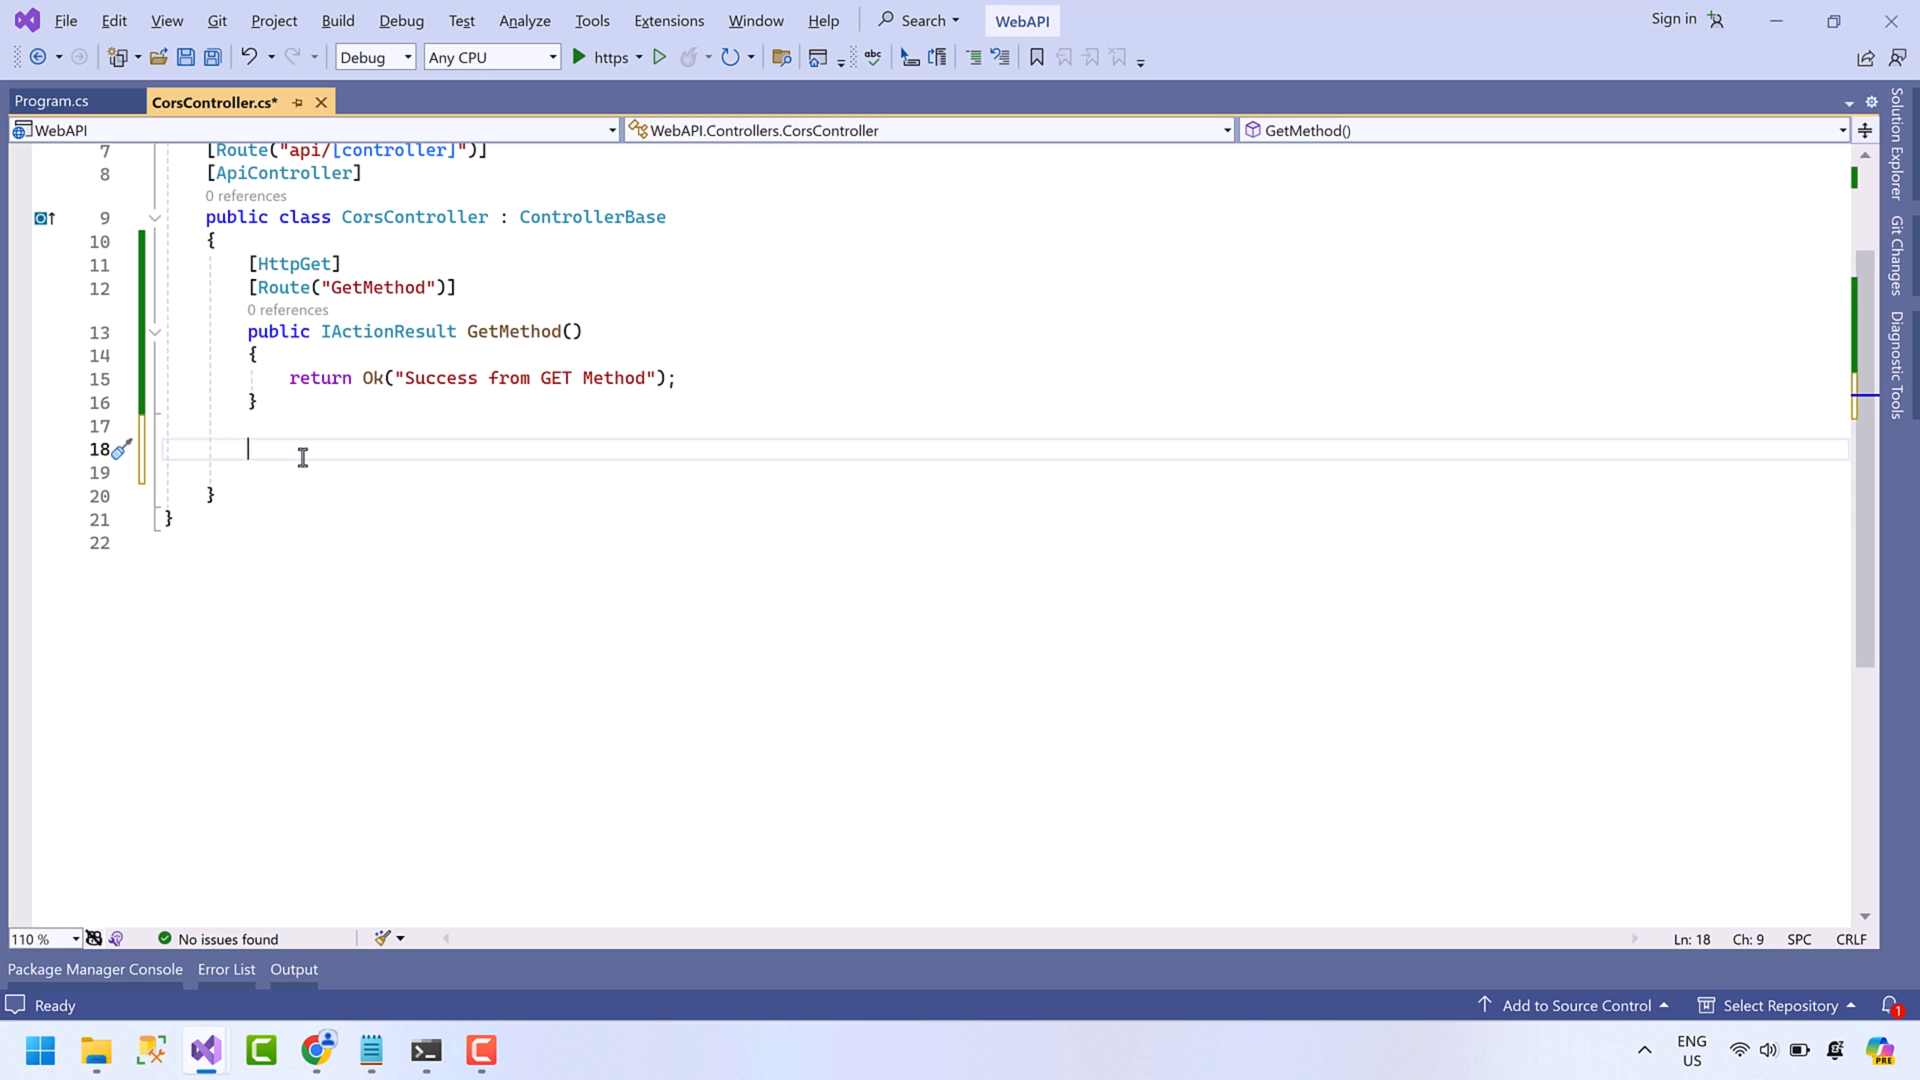 File Edit View Git Project Build Debug Test Analyze Tools Extensions Window Help Search WebAPI Sign in
Debug Any CPU https abc
Program.cs CorsController.cs*
WebAPI WebAPI.Controllers.CorsController GetMethod()
7 [Route("api/[controller]")]
8 [ApiController]
0 references
9 public class CorsController : ControllerBase
10 {
11 [HttpGet]
12 [Route("GetMethod")]
0 references
13 public IActionResult GetMethod()
14 {
15 return Ok("Success from GET Method");
16 }
17
18
19
20 }
21 }
22
Solution Explorer
Git Changes
Diagnostic Tools
110 % No issues found Ln: 18 Ch: 9 SPC CRLF
Package Manager Console Error List Output
Ready Add to Source Control Select Repository 1
ENG
US
PRE